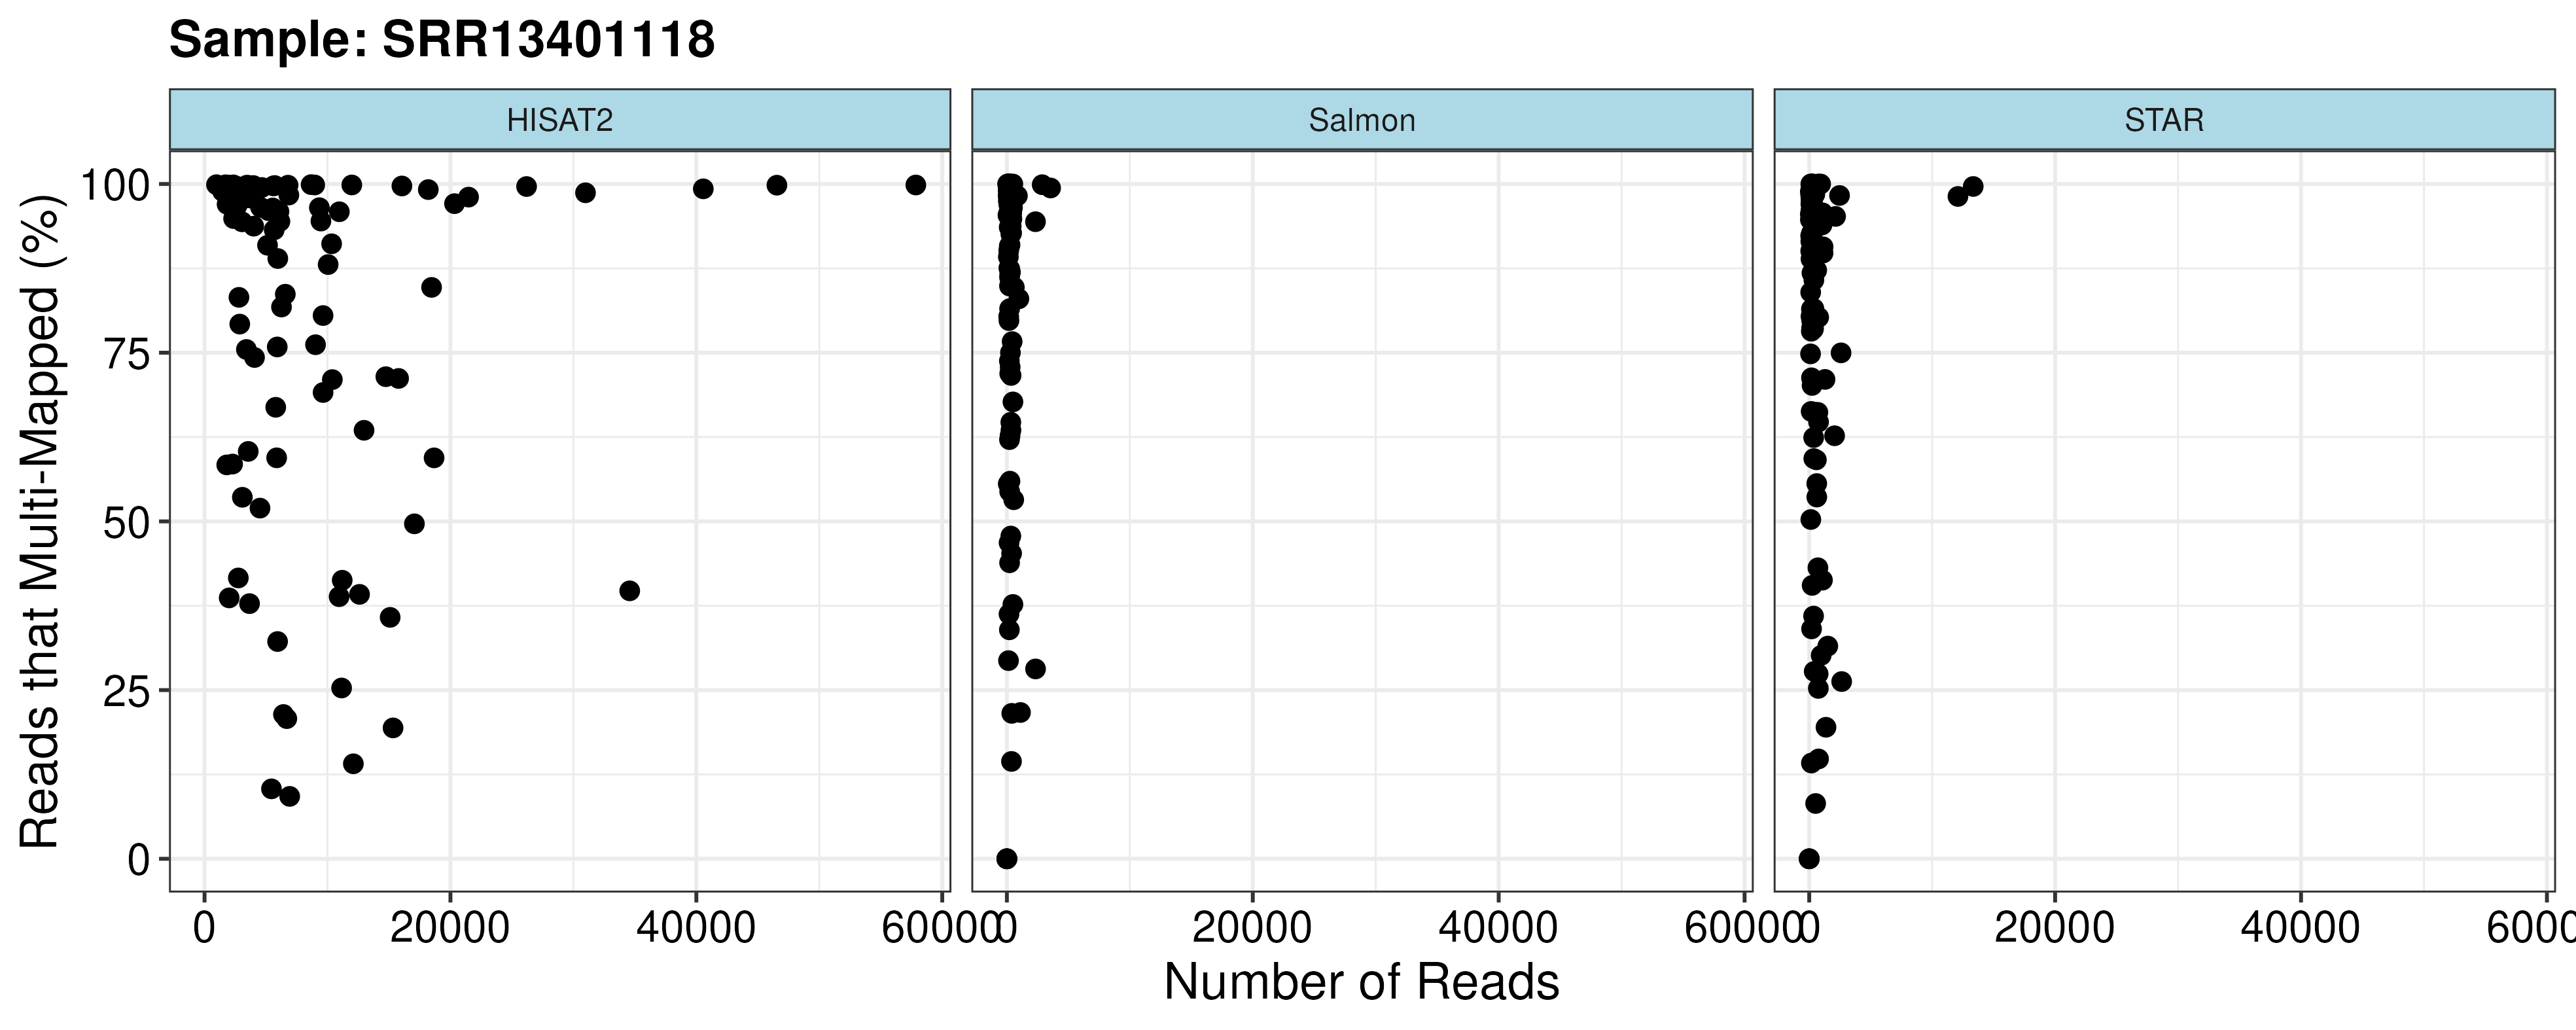 Sample: SRR13401118
HISAT2 Salmon STAR
Reads that Multi-Mapped (%)
100
75
50
25
0
0 20000 40000 60000 0 20000 40000 60000 0 20000 40000 6000
Number of Reads